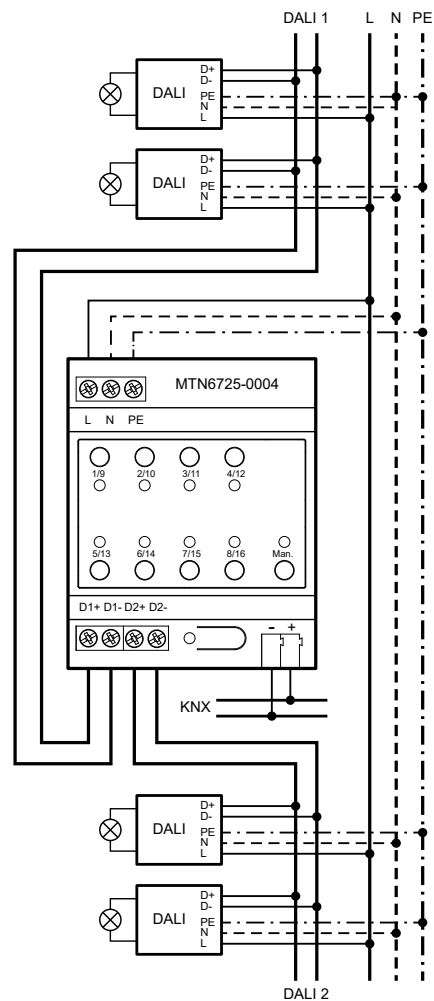 DALI 1 L N PE
DALI D+
D-
PE
N
L
DALI D+
D-
PE
N
L
MTN6725-0004
L N PE
1/9 2/10 3/11 4/12
5/13 6/14 7/15 8/16 Man.
D1+ D1- D2+ D2-
- +
KNX
DALI D+
D-
PE
N
L
DALI D+
D-
PE
N
L
DALI 2